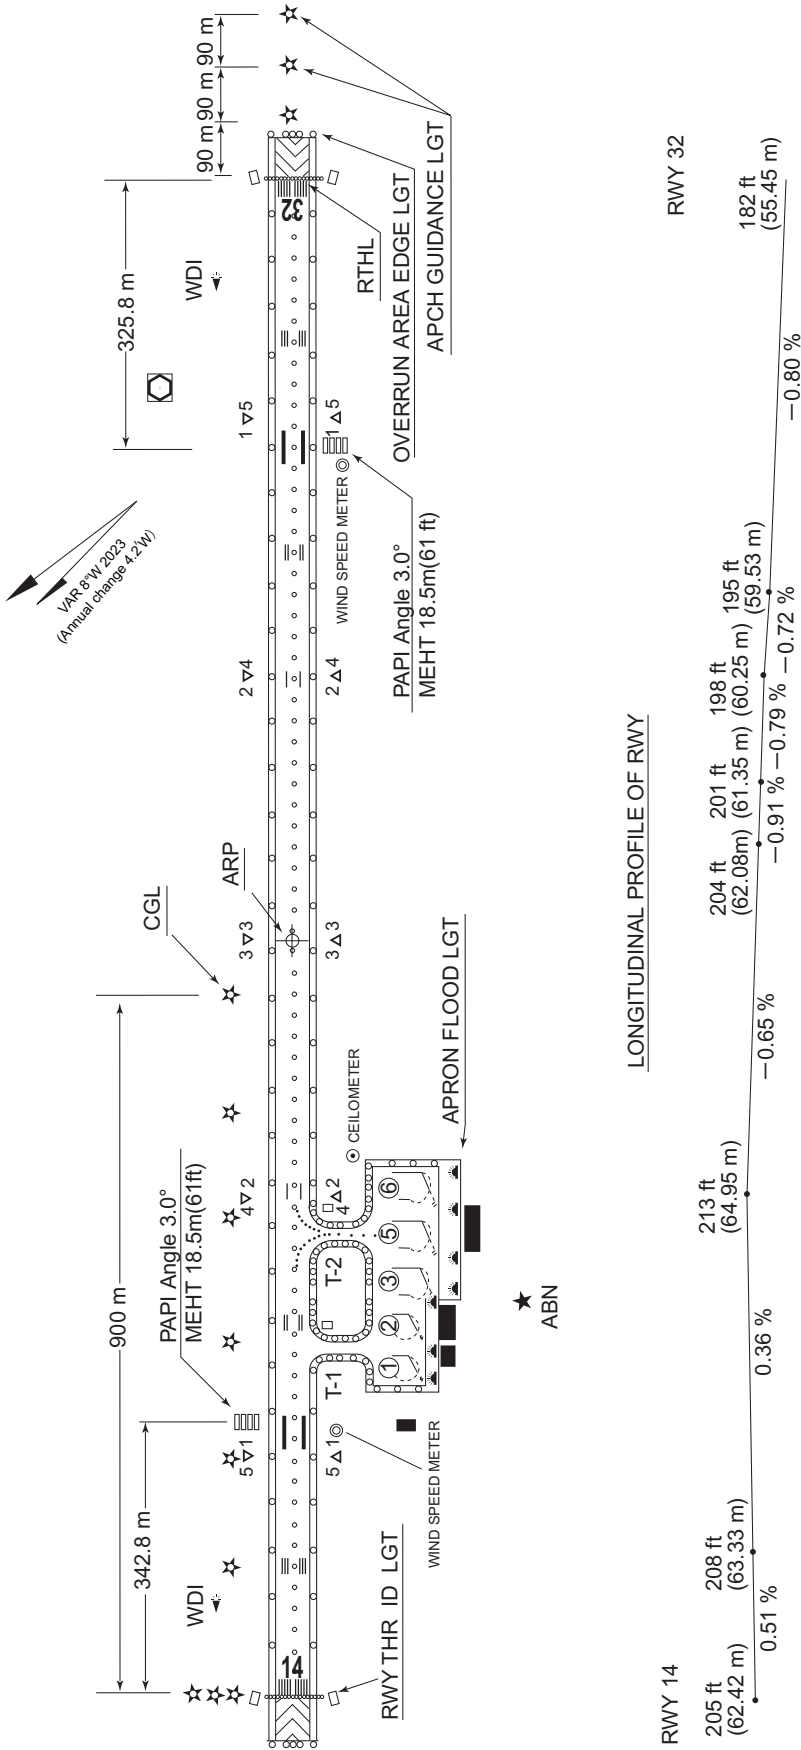 90 m
90 m
90 m
325.8 m
WDI
VAR 8°W 2023
(Annual change 4.2'W)
32
RTHL
OVERRUN AREA EDGE LGT
APCH GUIDANCE LGT
1 5
1 5
WIND SPEED METER
PAPI Angle 3.0°
MEHT 18.5m(61 ft)
2 4
2 4
ARP
CGL
3 3
3 3
900 m
CEILOMETER
APRON FLOOD LGT
PAPI Angle 3.0°
MEHT 18.5m(61ft)
4 2
4 2
T-2
T-1
6
5
3
2
1
ABN
342.8 m
5 1
5 1
WIND SPEED METER
WDI
14
RWY THR ID LGT
LONGITUDINAL PROFILE OF RWY
RWY 14
205 ft
(62.42 m)
0.51 %
208 ft
(63.33 m)
0.36 %
213 ft
(64.95 m)
—0.65 %
204 ft
(62.08m)
—0.91 %
201 ft
(61.35 m)
—0.79 %
198 ft
(60.25 m)
—0.72 %
195 ft
(59.53 m)
—0.80 %
182 ft
(55.45 m)
RWY 32